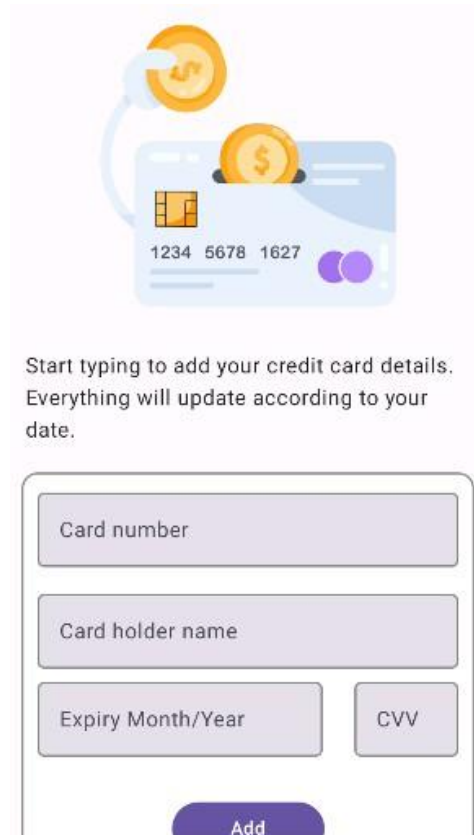 $
$
1234 5678 1627
Start typing to add your credit card details.
Everything will update according to your
date.
Card number
Card holder name
Expiry Month/Year CVV
Add